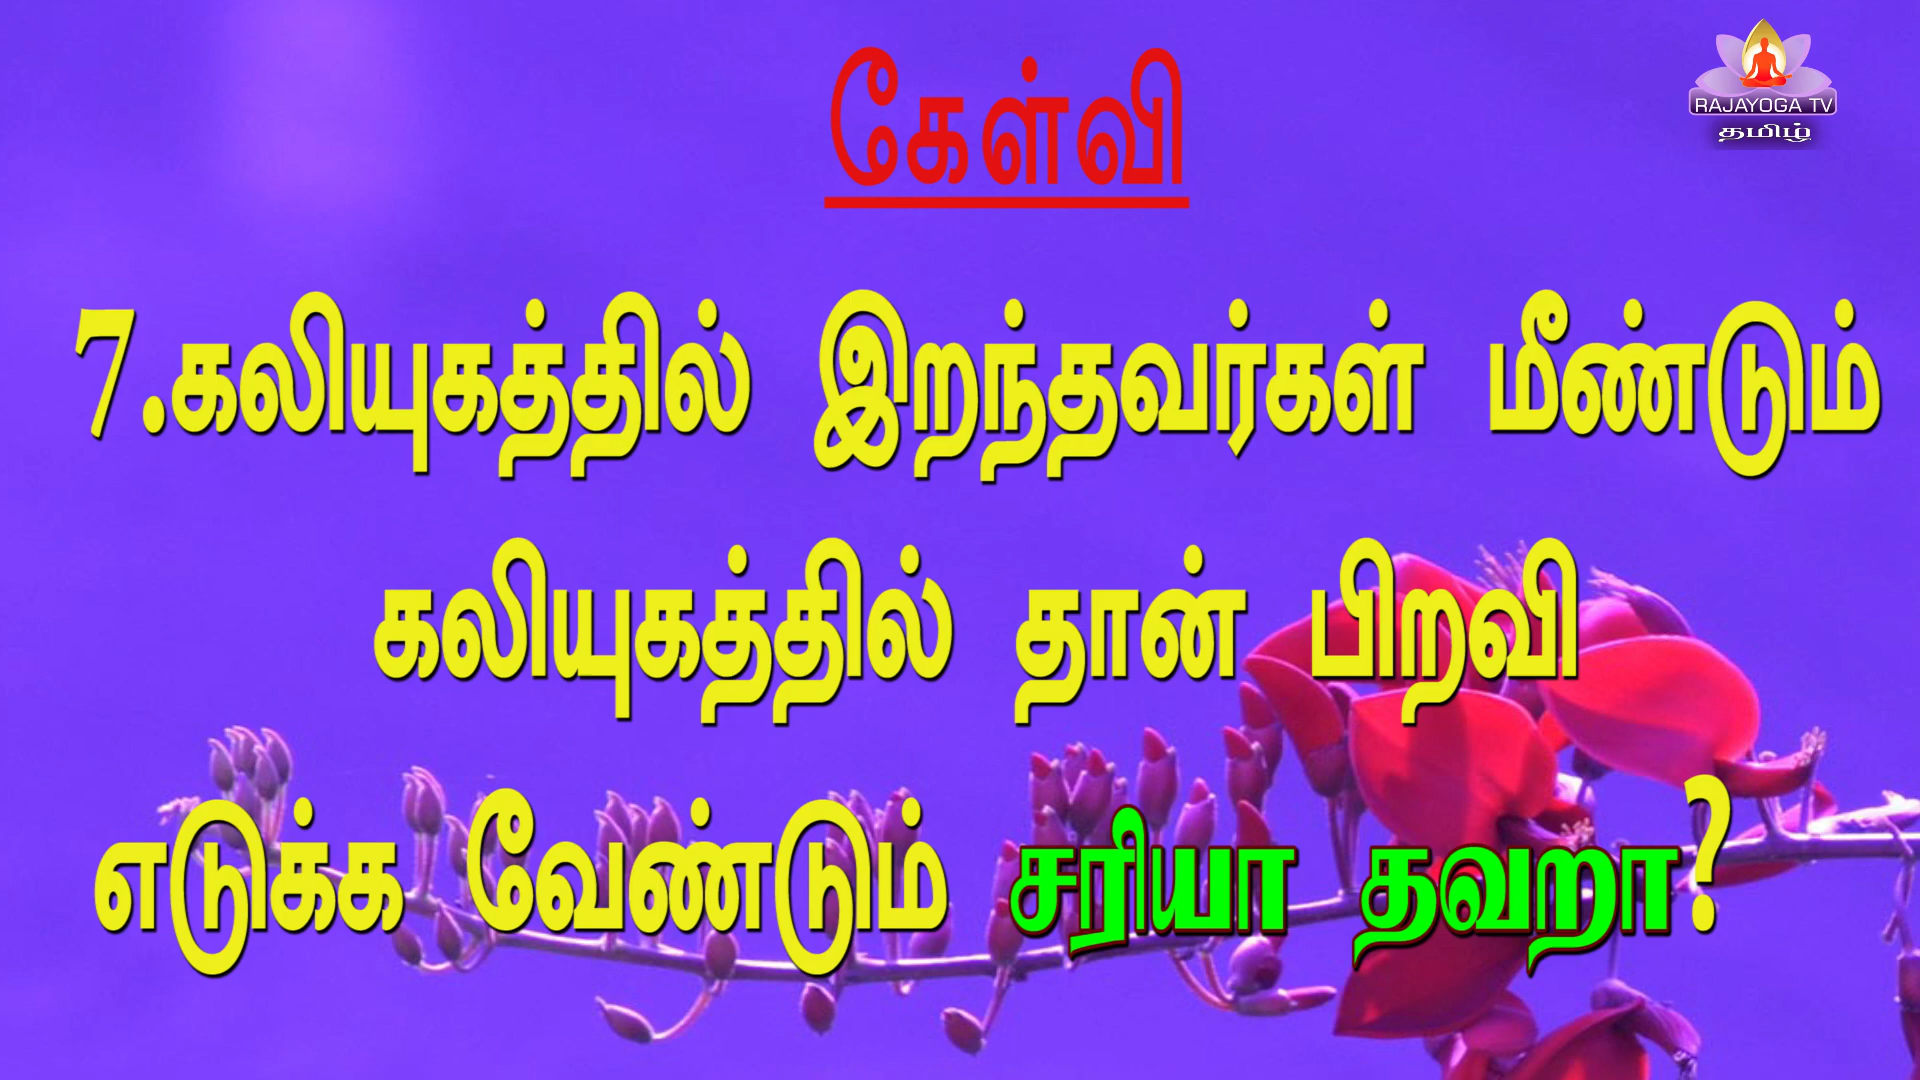 கேள்வி
RAJAYOGA TV
தமிழ்
7.கலியுகத்தில் இறந்தவர்கள் மீண்டும்
கலியுகத்தில் தான் பிறவி
எடுக்க வேண்டும் சரியா தவறா?